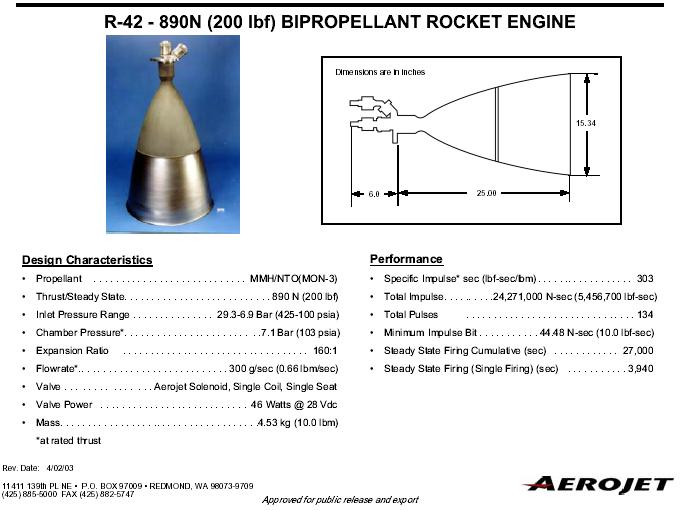 R-42 - 890N (200 lbf) BIPROPELLANT ROCKET ENGINE
Dimensions are in inches
15.34
6.0
25.00
Design Characteristics
• Propellant . . . . . . . . . . . . . . . . . . . . . . . . . . MMH/NTO(MON-3)
• Thrust/Steady State. . . . . . . . . . . . . . . . . . . . . . . . . 890 N (200 lbf)
• Inlet Pressure Range . . . . . . . . . . . . . . 29.3-6.9 Bar (425-100 psia)
• Chamber Pressure*. . . . . . . . . . . . . . . . . . . . . . . 7.1 Bar (103 psia)
• Expansion Ratio . . . . . . . . . . . . . . . . . . . . . . . . . . . . . . . . 160:1
• Flowrate*. . . . . . . . . . . . . . . . . . . . . . . . . 300 g/sec (0.66 lbm/sec)
• Valve . . . . . . . . . . . . . . . Aerojet Solenoid, Single Coil, Single Seat
• Valve Power . . . . . . . . . . . . . . . . . . . . . . . . . 46 Watts @ 28 Vdc
• Mass. . . . . . . . . . . . . . . . . . . . . . . . . . . . . . . . . 4.53 kg (10.0 lbm)
*at rated thrust
Performance
• Specific Impulse* sec (lbf-sec/lbm) . . . . . . . . . . . . . . . . . . 303
• Total Impulse. . . . . . . . . 24,271,000 N-sec (5,456,700 lbf-sec)
• Total Pulses . . . . . . . . . . . . . . . . . . . . . . . . . . . . . 134
• Minimum Impulse Bit . . . . . . . . . . . 44.48 N-sec (10.0 lbf-sec)
• Steady State Firing Cumulative (sec) . . . . . . . . . . . . 27,000
• Steady State Firing (Single Firing) (sec) . . . . . . . . . . . 3,940
Rev. Date: 4/02/03
11411 139th PL NE • P.O. BOX 97009 • REDMOND, WA 98073-9709
(425) 885-5000 FAX (425) 882-5747
Approved for public release and export
AEROJET